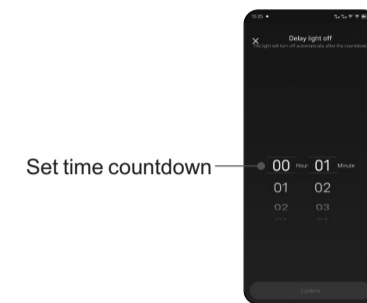 15:25
Delay light off
The light will turn off automatically after the countdown
Set time countdown
00 Hour 01 Minute
01 02
02 03
Confirm